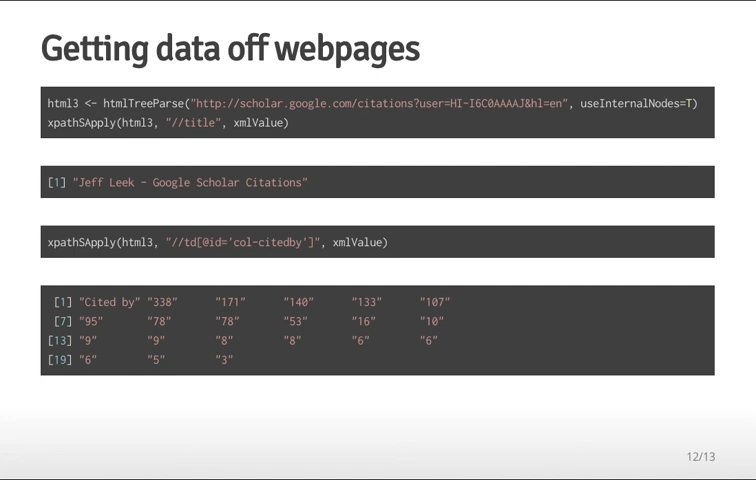 Getting data off webpages
html3 <- htmlTreeParse("http://scholar.google.com/citations?user=HI-I6C0AAAAJ&hl=en", useInternalNodes=T)
xpathSApply(html3, "//title", xmlValue)
[1] "Jeff Leek - Google Scholar Citations"
xpathSApply(html3, "//td[@id='col-citedby']", xmlValue)
[1] "Cited by" "338" "171" "140" "133" "107"
[7] "95" "78" "78" "53" "16" "10"
[13] "9" "9" "8" "8" "6" "6"
[19] "6" "5" "3"
12/13